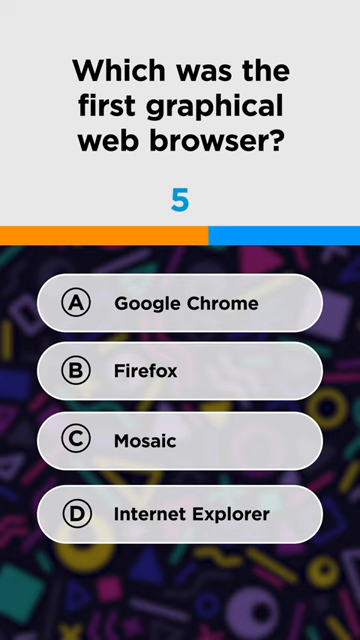 Which was the
first graphical
web browser?
5
A Google Chrome
B Firefox
C Mosaic
D Internet Explorer